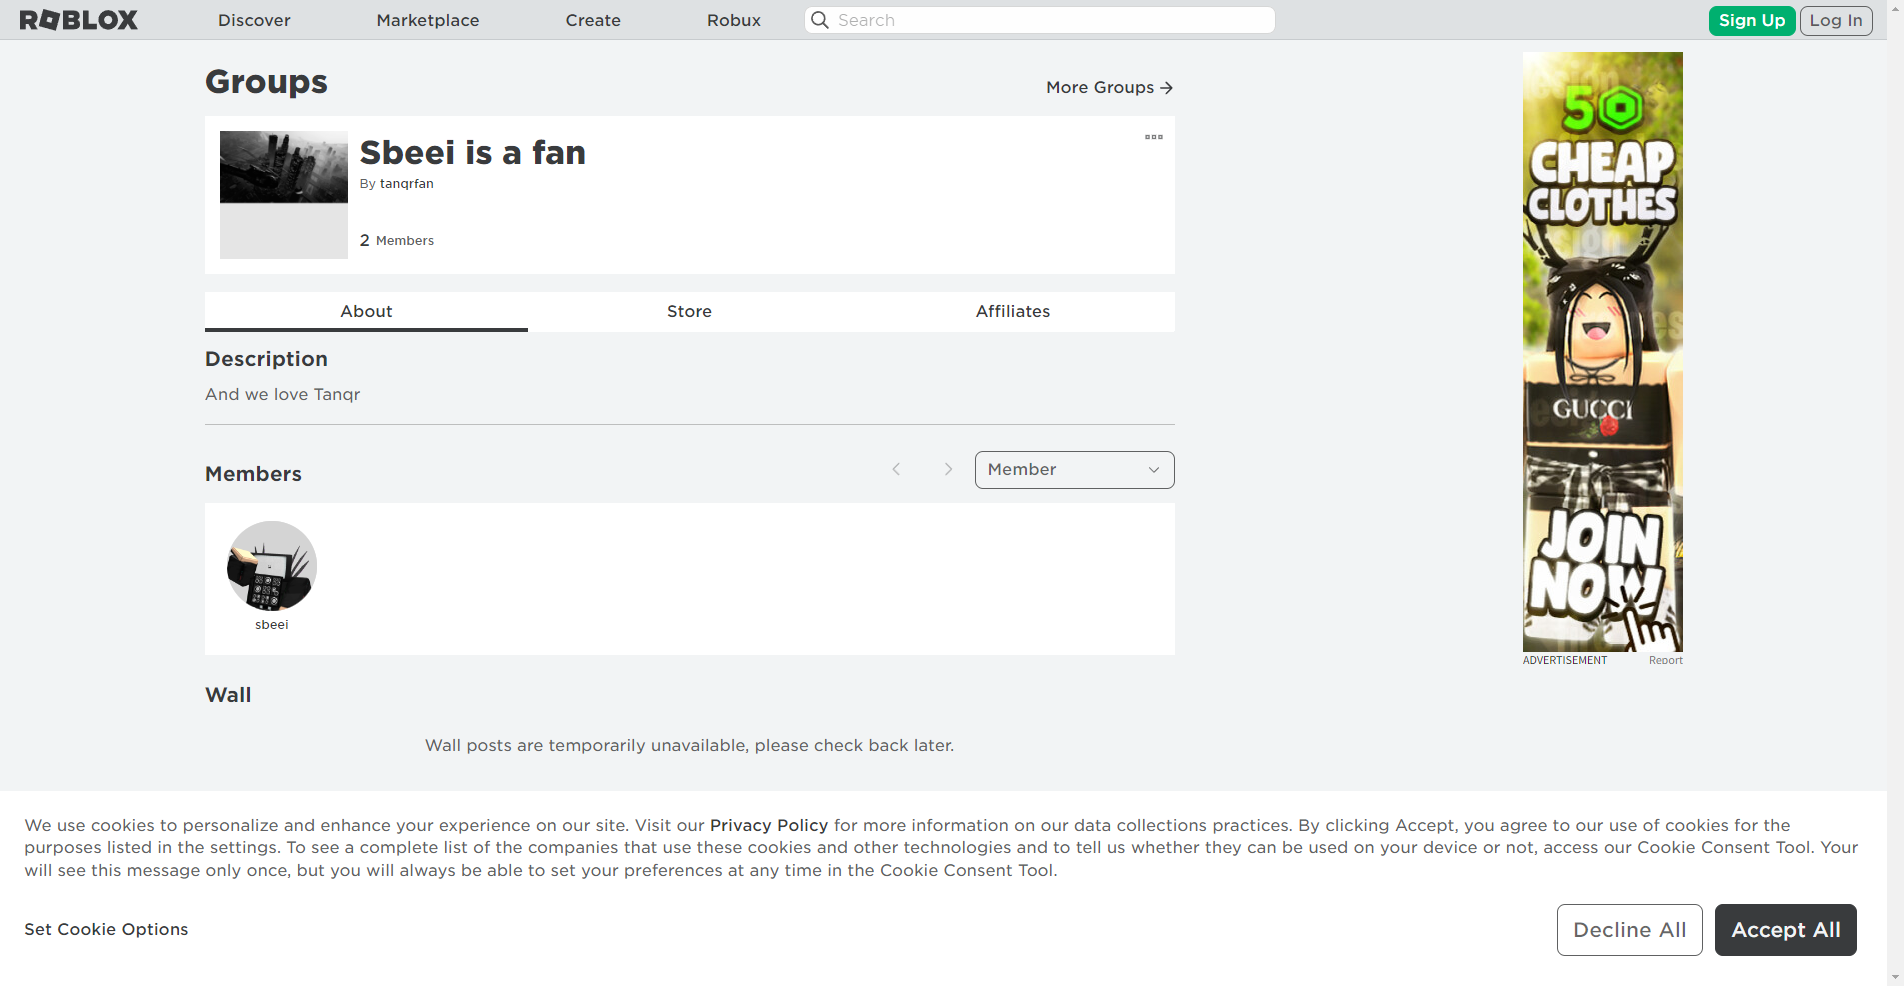 ROBLOX
Discover
Marketplace
Create
Robux
Search
Sign Up
Log In
Groups
More Groups
Sbeei is a fan
By tanqrfan
2 Members
About
Store
Affiliates
Description
And we love Tanqr
Members
Member
sbeei
Wall
Wall posts are temporarily unavailable, please check back later.
50
CHEAP
CLOTHES
GUCCI
JOIN
NOW
ADVERTISEMENT
Report
We use cookies to personalize and enhance your experience on our site. Visit our Privacy Policy for more information on our data collections practices. By clicking Accept, you agree to our use of cookies for the
purposes listed in the settings. To see a complete list of the companies that use these cookies and other technologies and to tell us whether they can be used on your device or not, access our Cookie Consent Tool. Your
will see this message only once, but you will always be able to set your preferences at any time in the Cookie Consent Tool.
Set Cookie Options
Decline All
Accept All